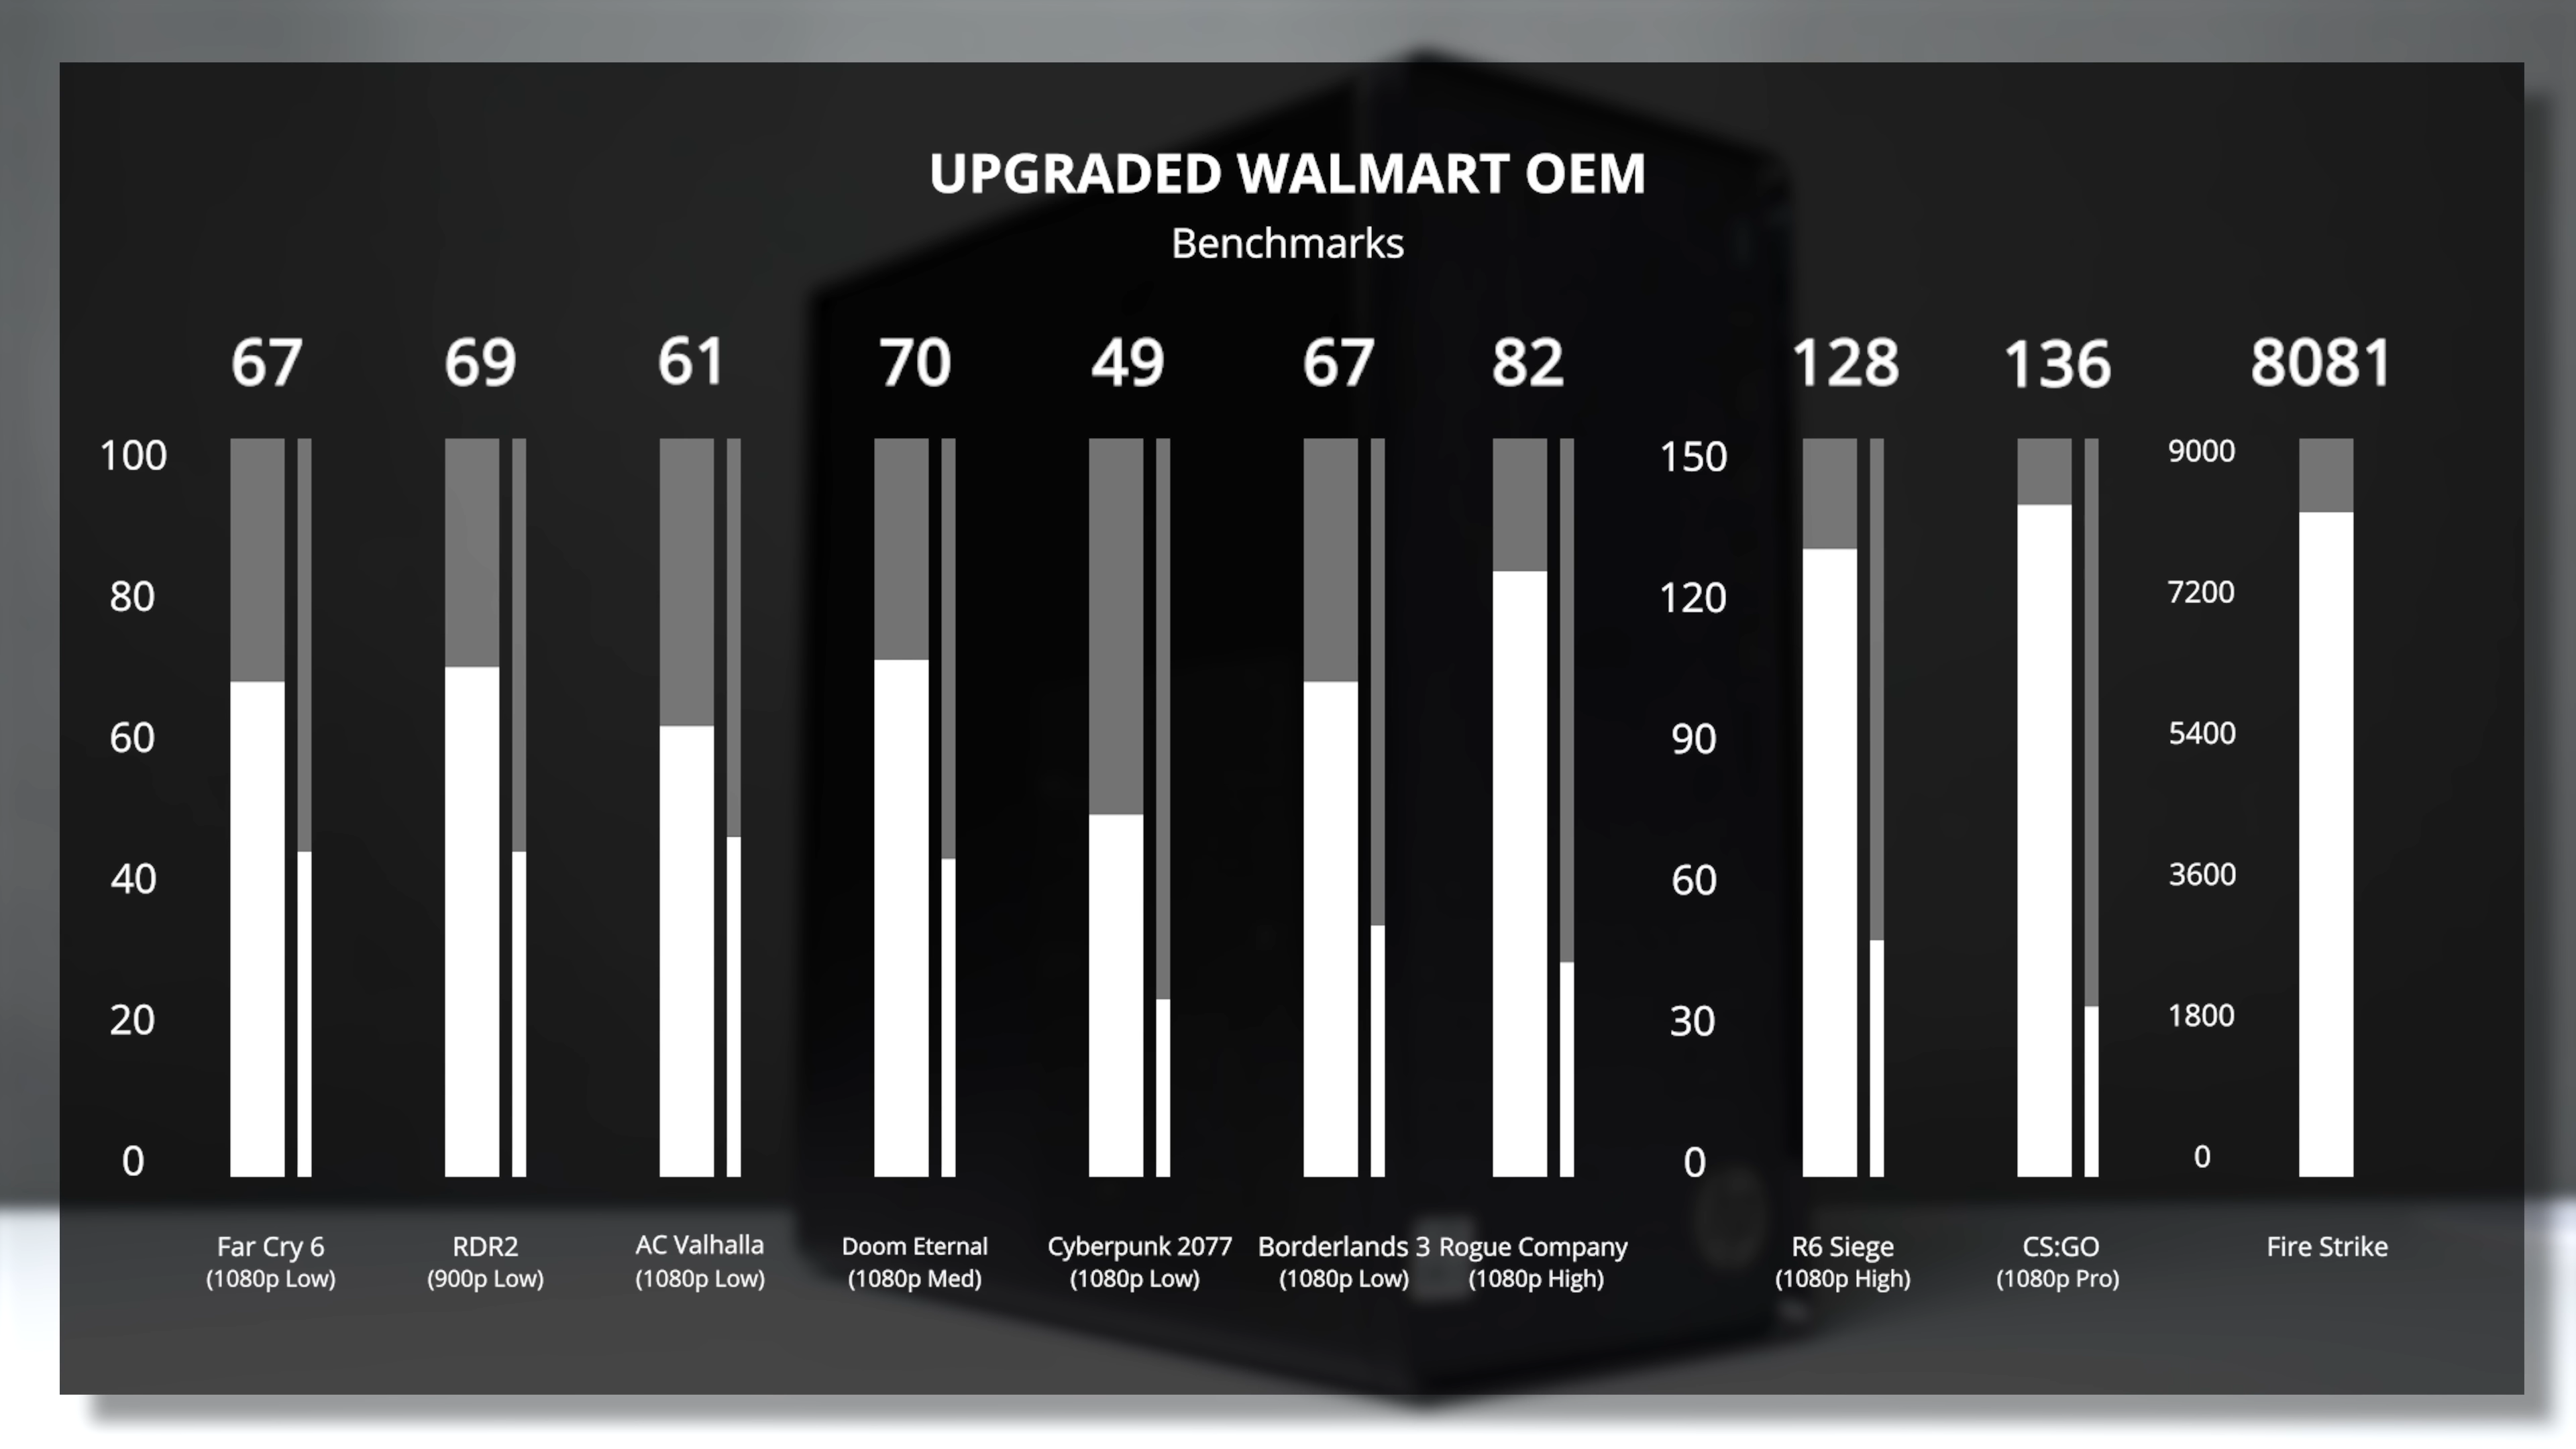 UPGRADED WALMART OEM
Benchmarks
67 69 61 70 49 67 82 128 136 8081
100 150 9000
80 120 7200
60 90 5400
40 60 3600
20 30 1800
0 0 0
Far Cry 6 RDR2 AC Valhalla Doom Eternal Cyberpunk 2077 Borderlands 3 Rogue Company R6 Siege CS:GO Fire Strike
(1080p Low) (900p Low) (1080p Low) (1080p Med) (1080p Low) (1080p Low) (1080p High) (1080p High) (1080p Pro)